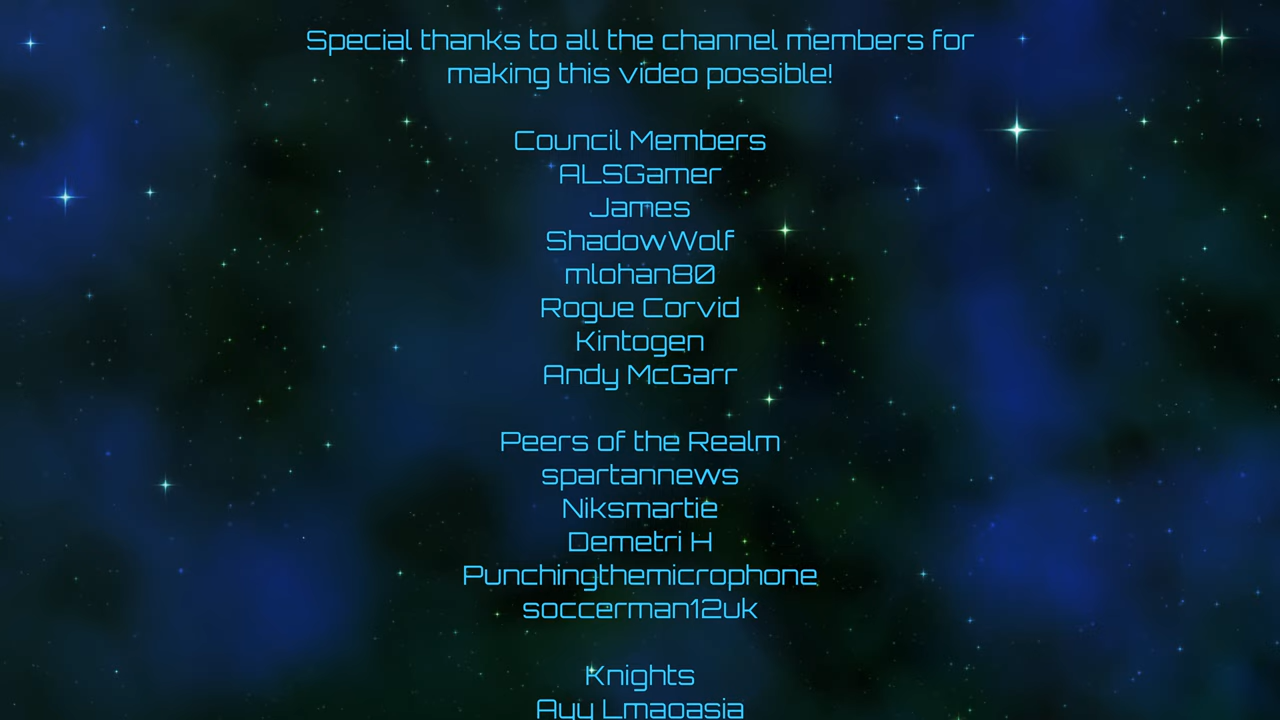 Special thanks to all the channel members for
making this video possible!
Council Members
ALSGamer
James
ShadowWolf
mlohan80
Rogue Corvid
Kintogen
Andy McGarr
Peers of the Realm
spartannews
Niksmartie
Demetri H
Punchingthemicrophone
soccerman12uk
Knights
Ayy Lmaoasia